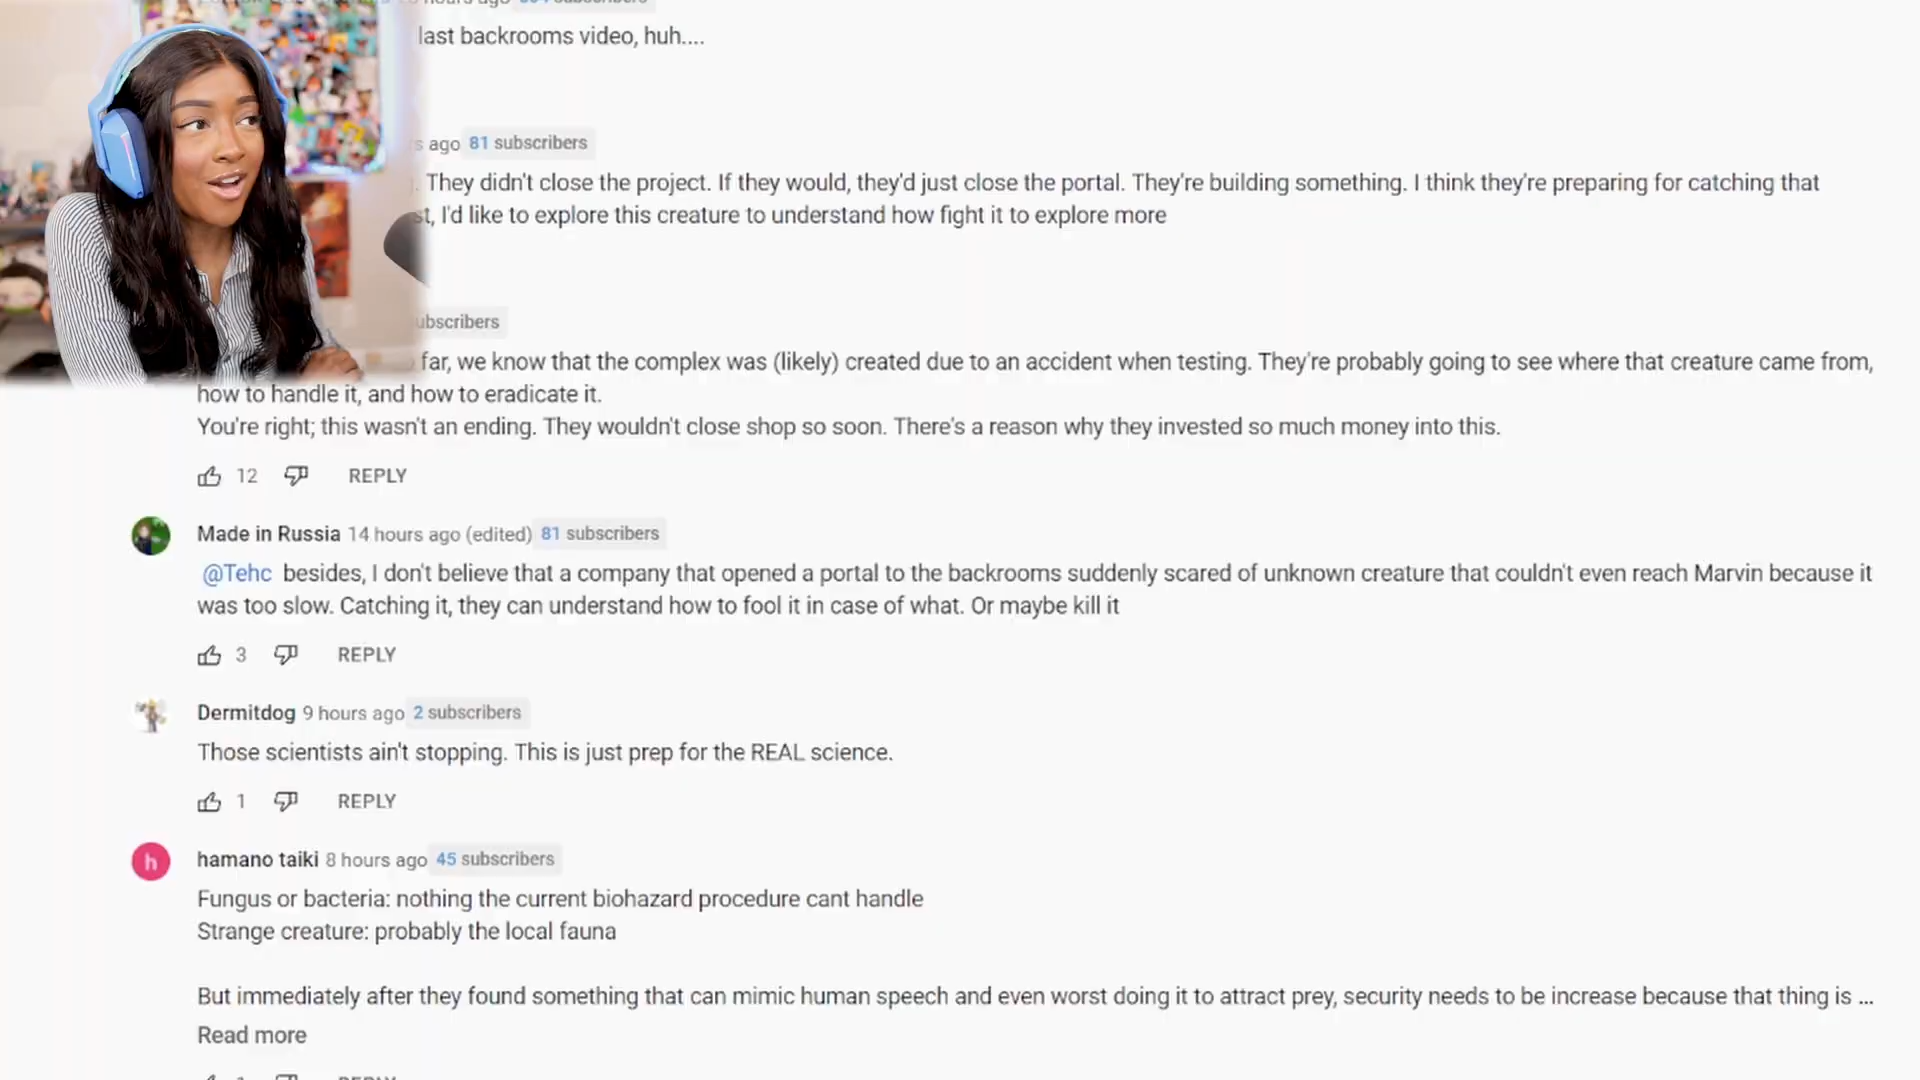 last backrooms video, huh....
ago 81 subscribers
They didn't close the project. If they would, they'd just close the portal. They're building something. I think they're preparing for catching that
I'd like to explore this creature to understand how fight it to explore more
far, we know that the complex was (likely) created due to an accident when testing. They're probably going to see where that creature came from,
how to handle it, and how to eradicate it.
You're right; this wasn't an ending. They wouldn't close shop so soon. There's a reason why they invested so much money into this.
12 REPLY
Made in Russia 14 hours ago (edited) 81 subscribers
@Tehc besides, I don't believe that a company that opened a portal to the backrooms suddenly scared of unknown creature that couldn't even reach Marvin because it
was too slow. Catching it, they can understand how to fool it in case of what. Or maybe kill it
3 REPLY
Dermitdog 9 hours ago 2 subscribers
Those scientists ain't stopping. This is just prep for the REAL science.
1 REPLY
h
hamano taiki 8 hours ago 45 subscribers
Fungus or bacteria: nothing the current biohazard procedure cant handle
Strange creature: probably the local fauna
But immediately after they found something that can mimic human speech and even worst doing it to attract prey, security needs to be increase because that thing is ...
Read more